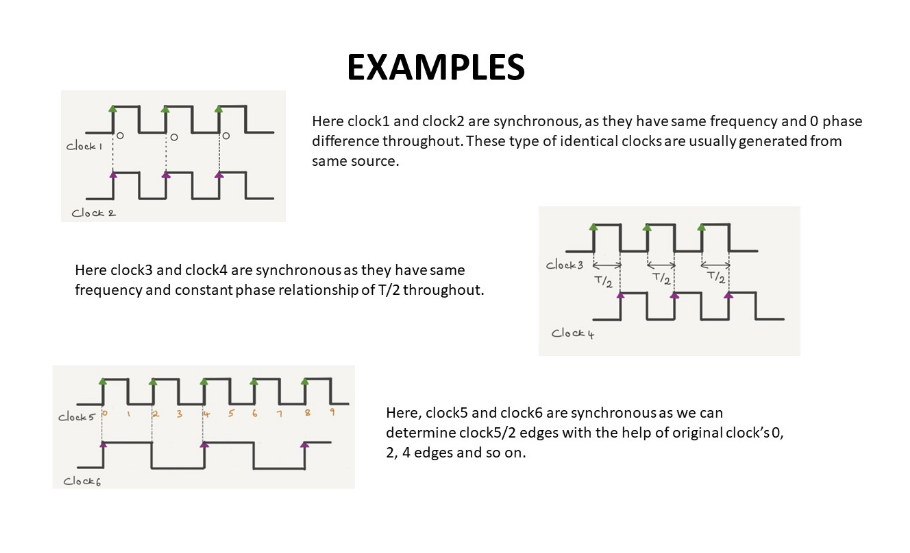 EXAMPLES
Clock 1
0 0 0
Clock 2
Here clock1 and clock2 are synchronous, as they have same frequency and 0 phase
difference throughout. These type of identical clocks are usually generated from
same source.
Here clock3 and clock4 are synchronous as they have same
frequency and constant phase relationship of T/2 throughout.
Clock3
T/2 T/2 T/2
Clock 4
Clock5
0 1 2 3 4 5 6 7 8 9
Clock6
Here, clock5 and clock6 are synchronous as we can
determine clock5/2 edges with the help of original clock's 0,
2, 4 edges and so on.